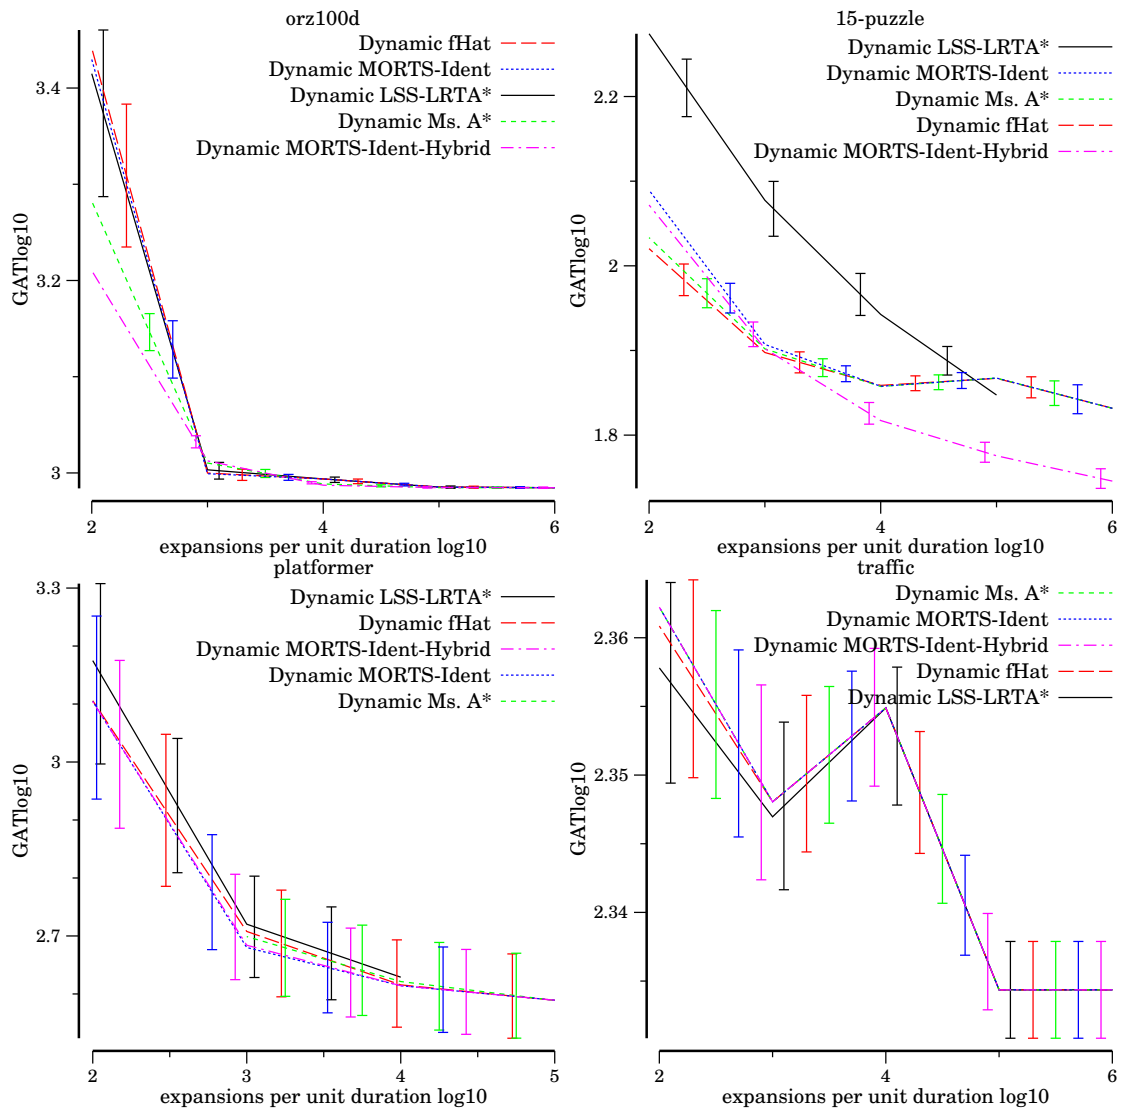 orz100d
Dynamic fHat
Dynamic MORTS-Ident
Dynamic LSS-LRTA*
Dynamic Ms. A*
Dynamic MORTS-Ident-Hybrid
GATlog10
3.4
3.2
3
2
4
6
expansions per unit duration log10
15-puzzle
Dynamic LSS-LRTA*
Dynamic MORTS-Ident
Dynamic Ms. A*
Dynamic fHat
Dynamic MORTS-Ident-Hybrid
GATlog10
2.2
2
1.8
2
4
6
expansions per unit duration log10
platformer
Dynamic LSS-LRTA*
Dynamic fHat
Dynamic MORTS-Ident-Hybrid
Dynamic MORTS-Ident
Dynamic Ms. A*
GATlog10
3.3
3.0
2.7
2
3
4
5
expansions per unit duration log10
traffic
Dynamic Ms. A*
Dynamic MORTS-Ident
Dynamic MORTS-Ident-Hybrid
Dynamic fHat
Dynamic LSS-LRTA*
GATlog10
2.36
2.35
2.34
2
4
6
expansions per unit duration log10